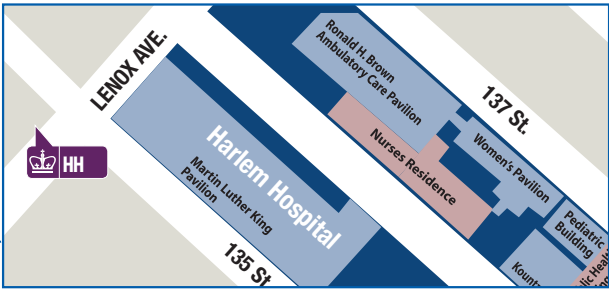 LENOX AVE.
Ronald H. Brown
Ambulatory Care Pavilion
137 St.
HH
Harlem Hospital
Martin Luther King
Pavilion
Nurses Residence
Women's Pavilion
Pediatric
Building
135 St